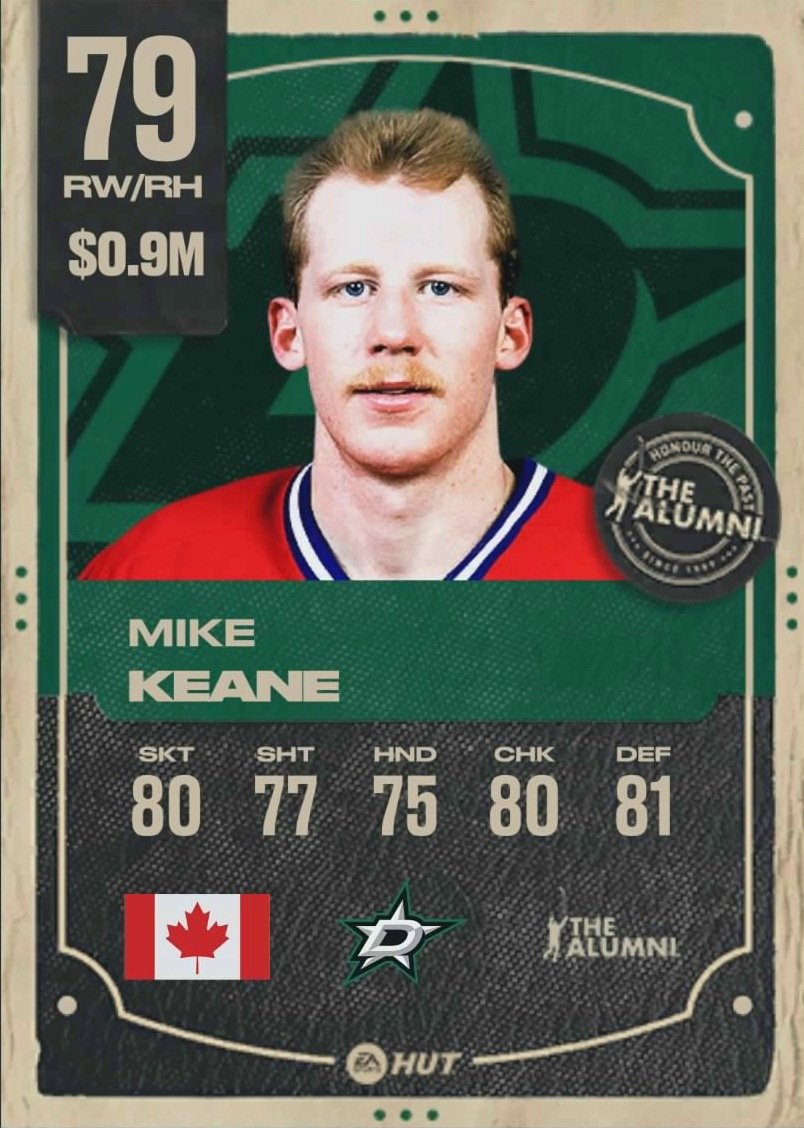 79
RW/RH
$0.9M
HONOUR THE PAST
THE
ALUMNI
MIKE
KEANE
SKT SHT HND CHK DEF
80 77 75 80 81
D
THE
ALUMNI
EA HUT